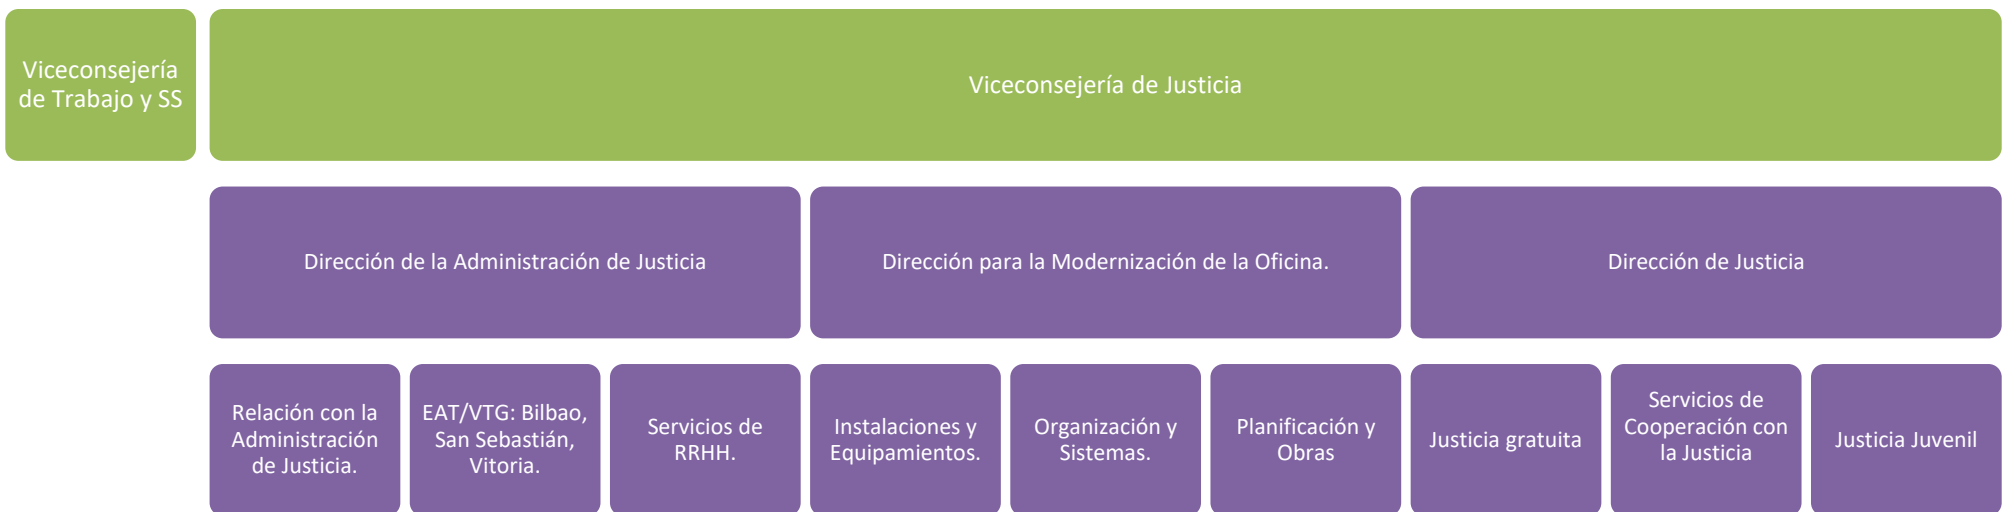 Viceconsejería
de Trabajo y SS
Viceconsejería de Justicia
Dirección de la Administración de Justicia
Dirección para la Modernización de la Oficina.
Dirección de Justicia
Relación con la
Administración
de Justicia.
EAT/VTG: Bilbao,
San Sebastián,
Vitoria.
Servicios de
RRHH.
Instalaciones y
Equipamientos.
Organización y
Sistemas.
Planificación y
Obras
Justicia gratuita
Servicios de
Cooperación con
la Justicia
Justicia Juvenil